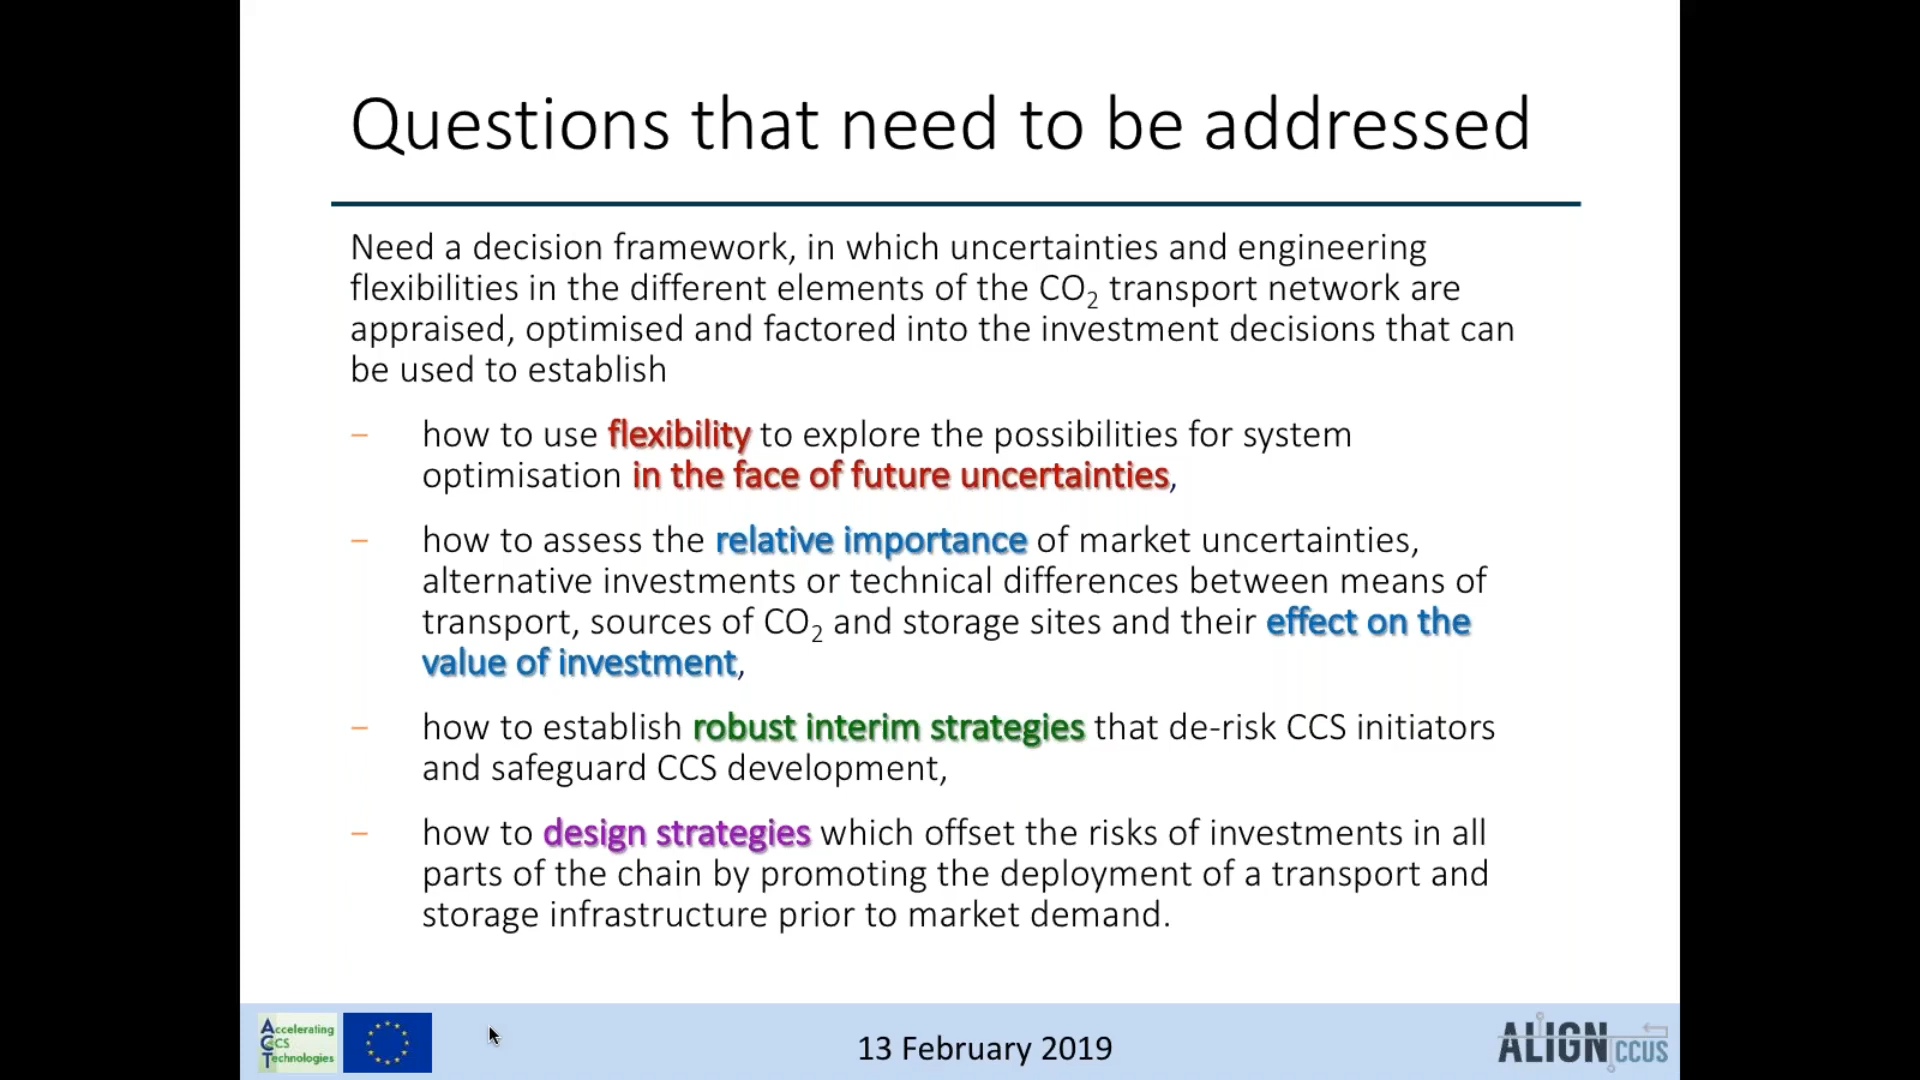 Questions that need to be addressed
Need a decision framework, in which uncertainties and engineering
flexibilities in the different elements of the CO₂ transport network are
appraised, optimised and factored into the investment decisions that can
be used to establish
– how to use flexibility to explore the possibilities for system
optimisation in the face of future uncertainties,
– how to assess the relative importance of market uncertainties,
alternative investments or technical differences between means of
transport, sources of CO₂ and storage sites and their effect on the
value of investment,
– how to establish robust interim strategies that de-risk CCS initiators
and safeguard CCS development,
– how to design strategies which offset the risks of investments in all
parts of the chain by promoting the deployment of a transport and
storage infrastructure prior to market demand.
Accelerating
CCS
Technologies
13 February 2019
ALIGN CCUS